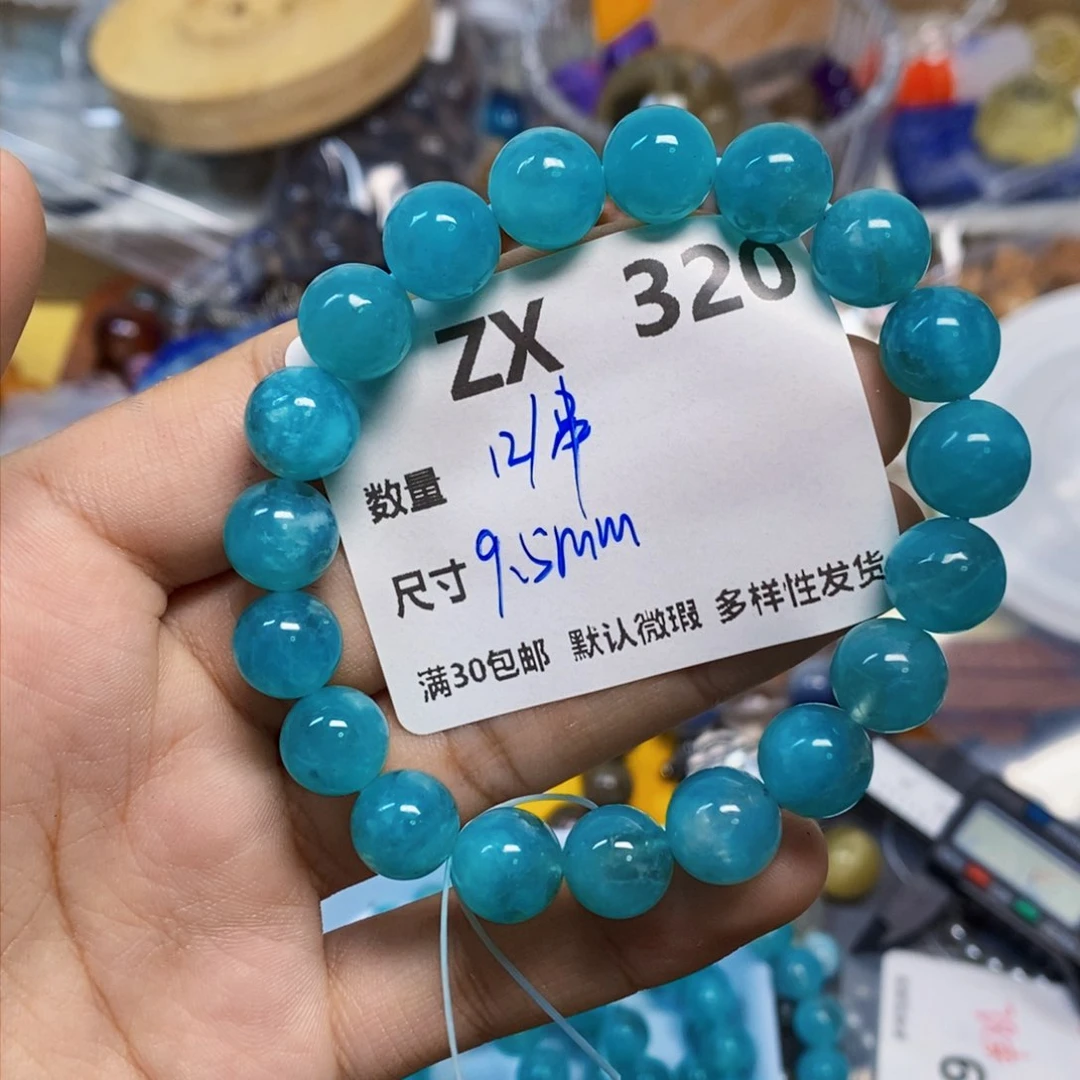 ZX 320
数量 12串
尺寸 9.5mm
满30包邮 默认微瑕 多样性发货